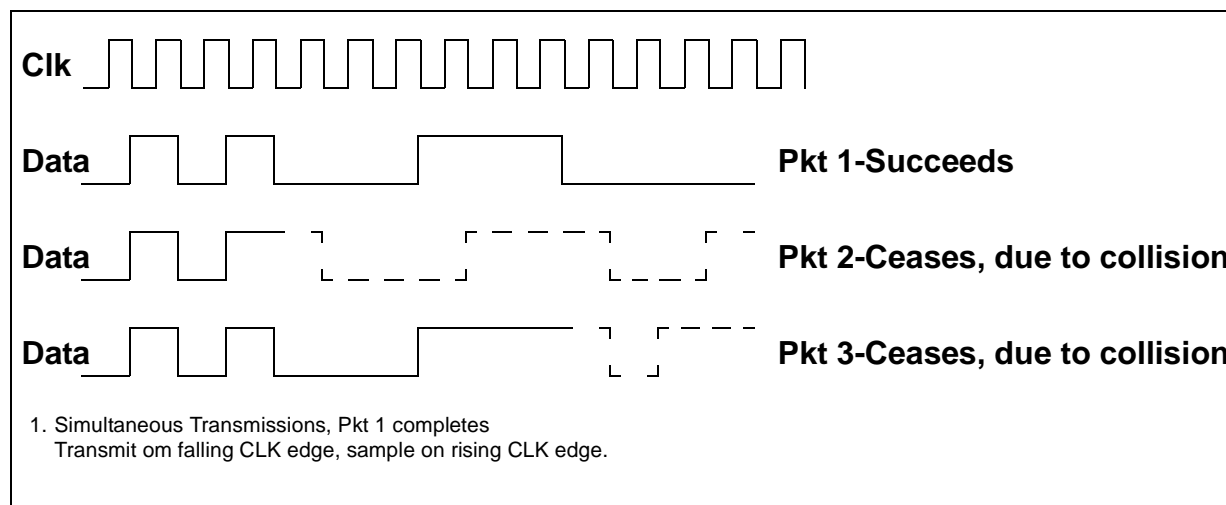 Clk
Data Pkt 1-Succeeds
Data Pkt 2-Ceases, due to collision
Data Pkt 3-Ceases, due to collision
1. Simultaneous Transmissions, Pkt 1 completes
Transmit om falling CLK edge, sample on rising CLK edge.